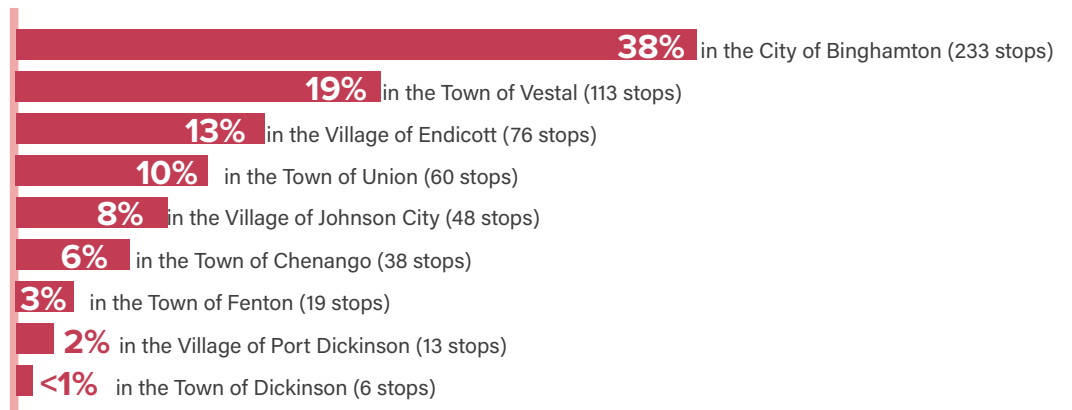 38% in the City of Binghamton (233 stops)
19% in the Town of Vestal (113 stops)
13% in the Village of Endicott (76 stops)
10% in the Town of Union (60 stops)
8% in the Village of Johnson City (48 stops)
6% in the Town of Chenango (38 stops)
3% in the Town of Fenton (19 stops)
2% in the Village of Port Dickinson (13 stops)
<1% in the Town of Dickinson (6 stops)